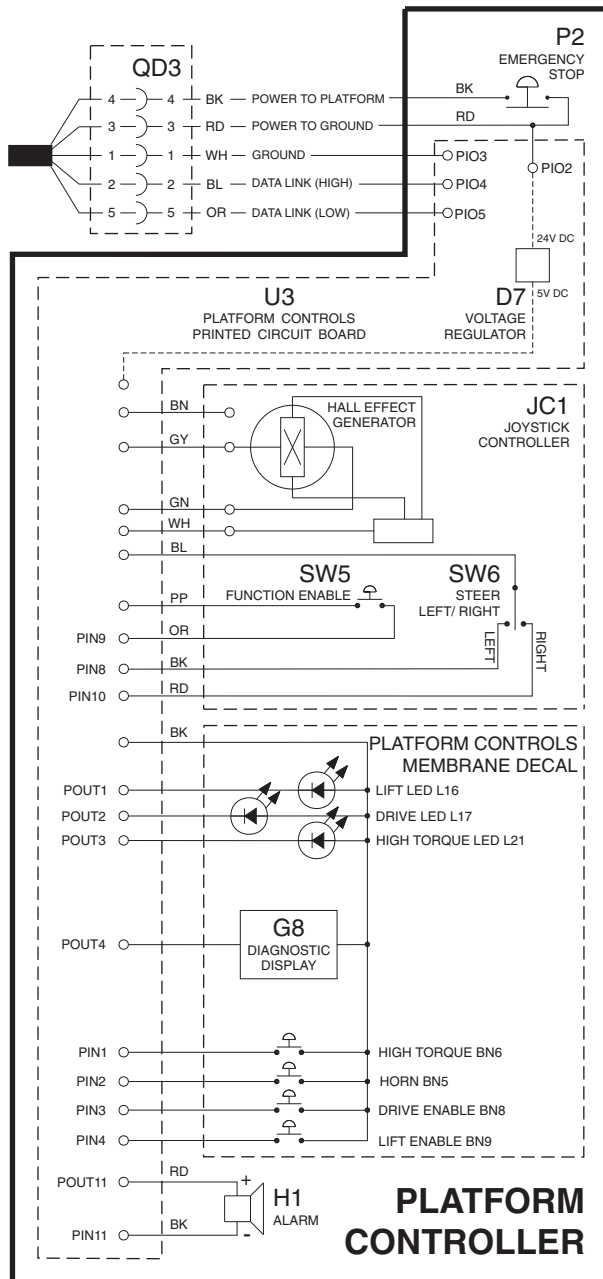 P2
EMERGENCY
STOP
QD3
BK
4 4 BK POWER TO PLATFORM
RD
3 3 RD POWER TO GROUND
1 1 WH GROUND PIO3
PIO2
2 2 BL DATA LINK (HIGH) PIO4
5 5 OR DATA LINK (LOW) PIO5
24V DC
5V DC
U3
PLATFORM CONTROLS
PRINTED CIRCUIT BOARD
D7
VOLTAGE
REGULATOR
BN
HALL EFFECT
GENERATOR
JC1
JOYSTICK
CONTROLLER
GY
GN
WH
BL
SW5
FUNCTION ENABLE
SW6
STEER
LEFT/ RIGHT
PP
PIN9 OR
LEFT
RIGHT
PIN8 BK
PIN10 RD
BK
PLATFORM CONTROLS
MEMBRANE DECAL
POUT1 LIFT LED L16
POUT2 DRIVE LED L17
POUT3 HIGH TORQUE LED L21
G8
DIAGNOSTIC
DISPLAY
POUT4
PIN1 HIGH TORQUE BN6
PIN2 HORN BN5
PIN3 DRIVE ENABLE BN8
PIN4 LIFT ENABLE BN9
POUT11 RD +
H1
ALARM
PIN11 BK -
PLATFORM
CONTROLLER